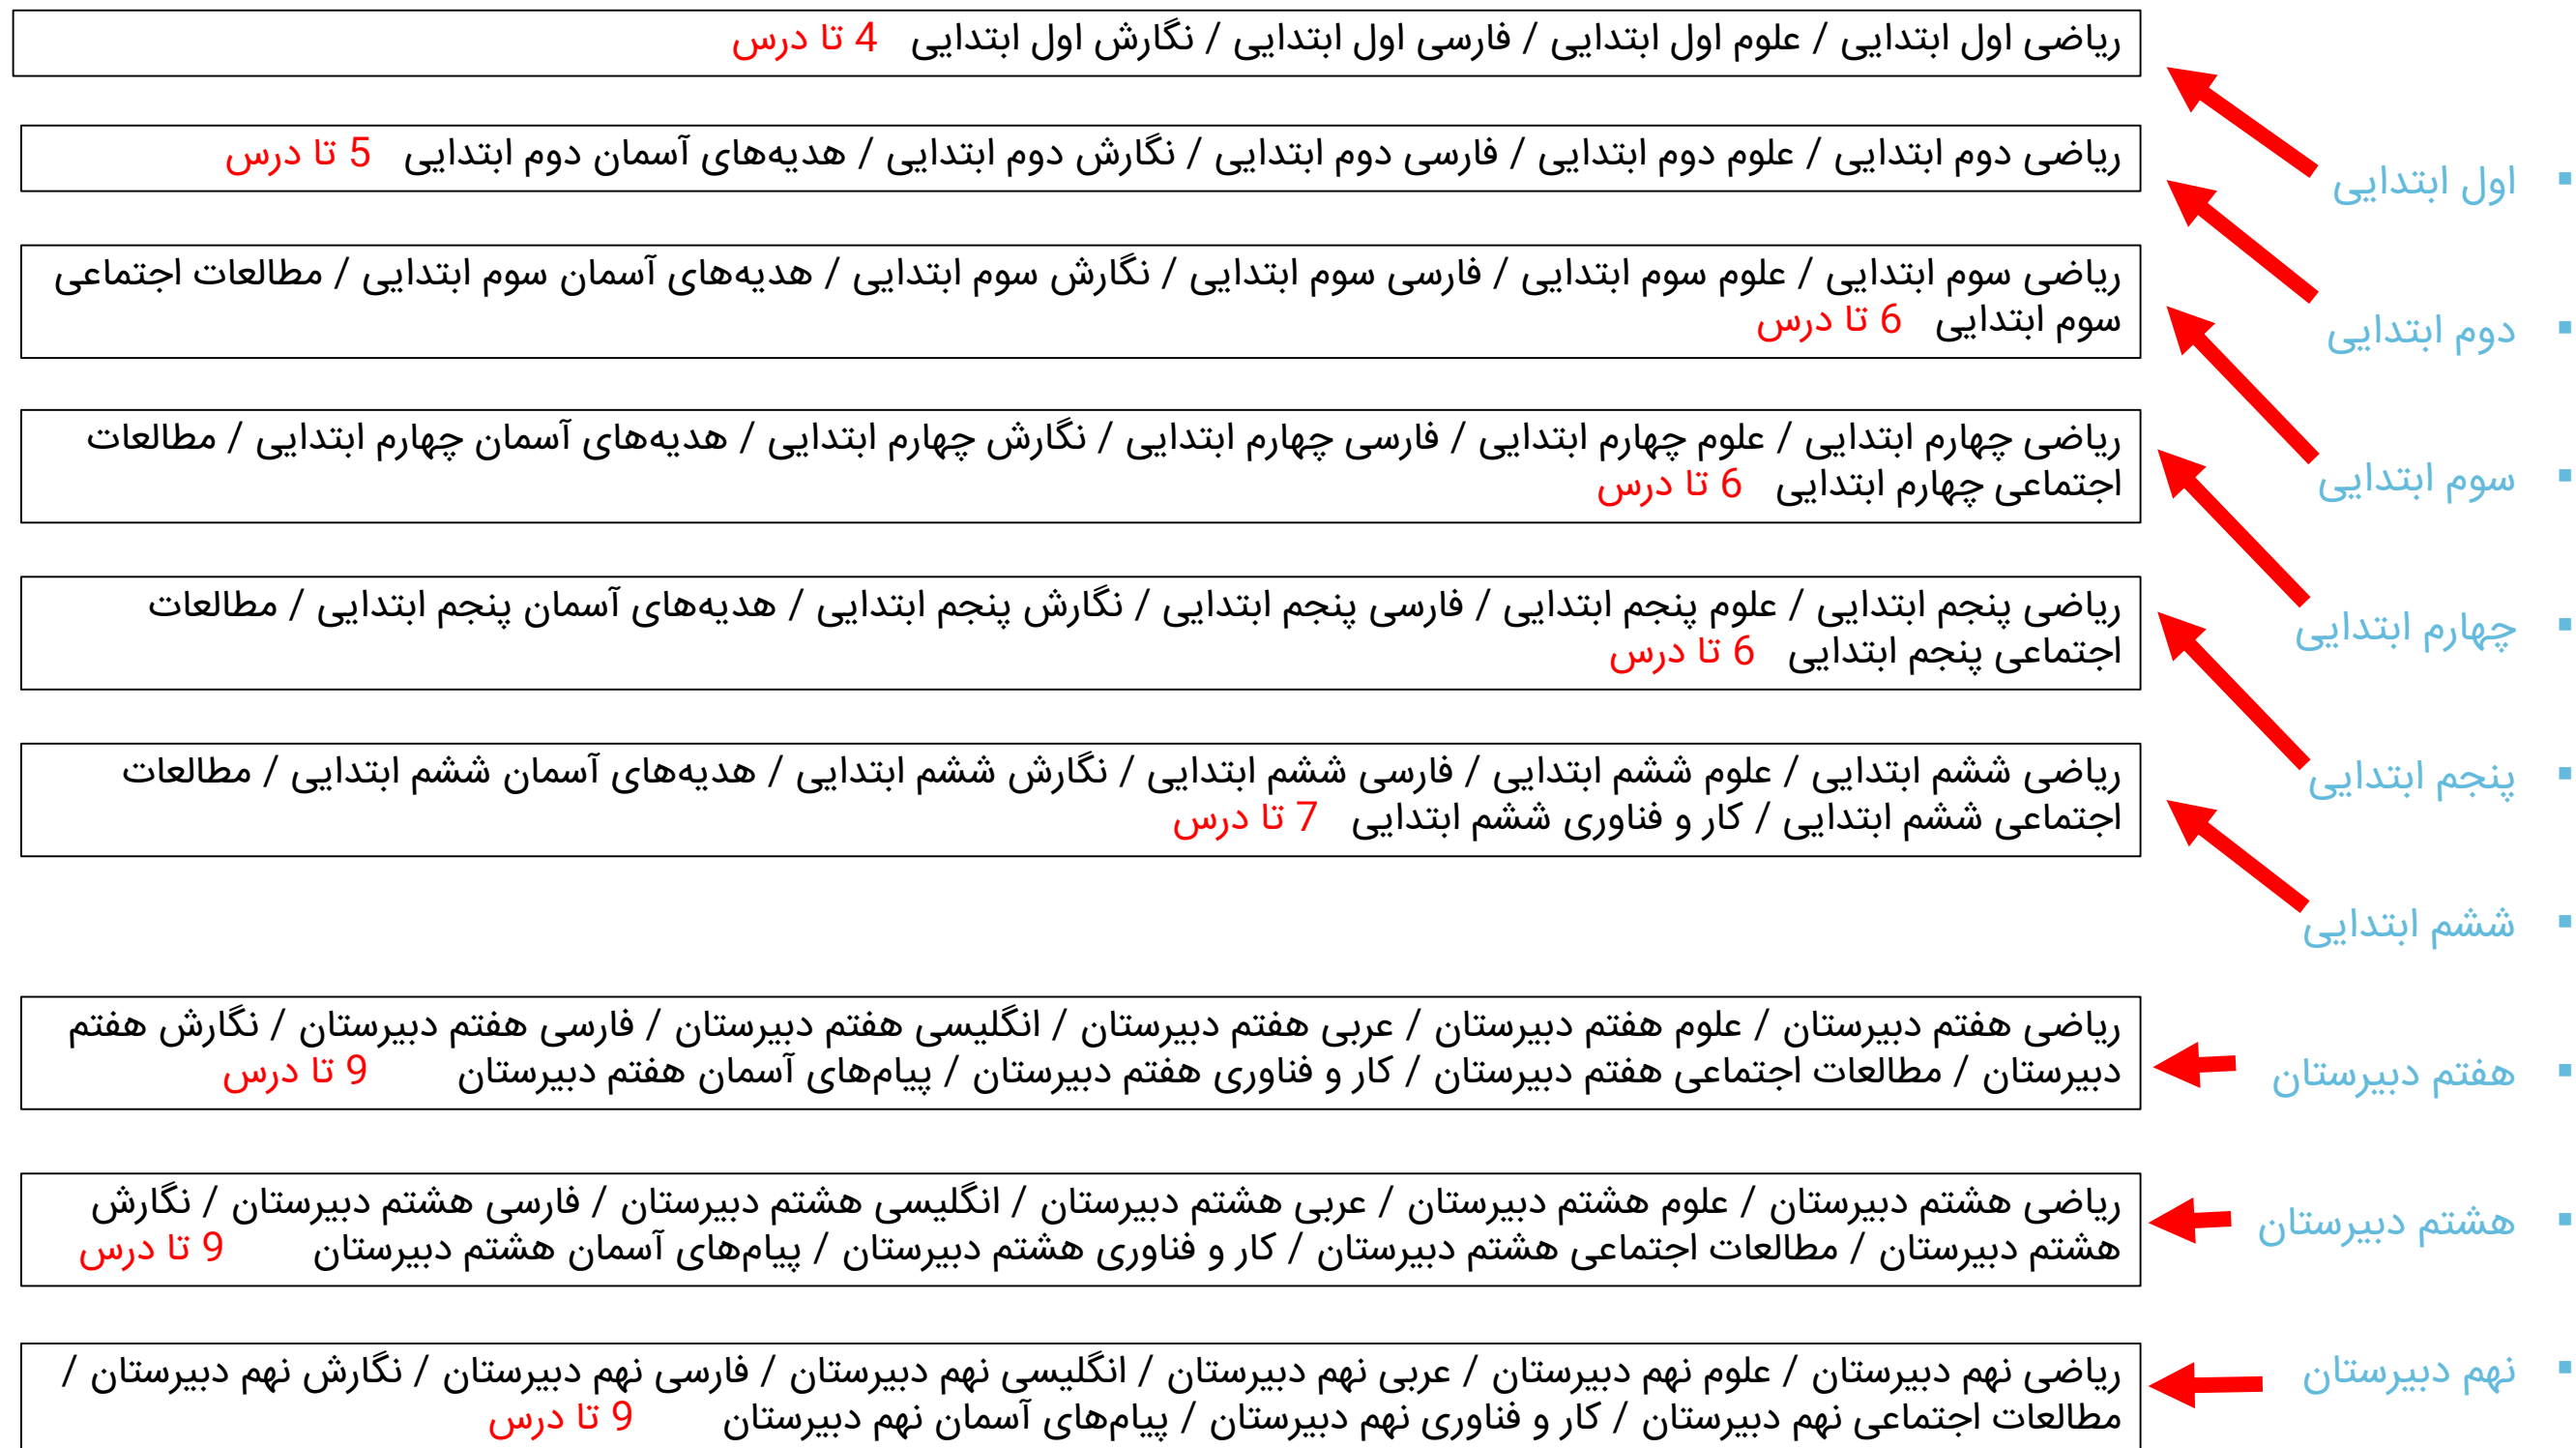 ریاضی اول ابتدایی / علوم اول ابتدایی / فارسی اول ابتدایی / نگارش اول ابتدایی 4 تا درس
اول ابتدایی
ریاضی دوم ابتدایی / علوم دوم ابتدایی / فارسی دوم ابتدایی / نگارش دوم ابتدایی / هدیه‌های آسمان دوم ابتدایی 5 تا درس
دوم ابتدایی
ریاضی سوم ابتدایی / علوم سوم ابتدایی / فارسی سوم ابتدایی / نگارش سوم ابتدایی / هدیه‌های آسمان سوم ابتدایی / مطالعات اجتماعی
سوم ابتدایی 6 تا درس
سوم ابتدایی
ریاضی چهارم ابتدایی / علوم چهارم ابتدایی / فارسی چهارم ابتدایی / نگارش چهارم ابتدایی / هدیه‌های آسمان چهارم ابتدایی / مطالعات
اجتماعی چهارم ابتدایی 6 تا درس
چهارم ابتدایی
ریاضی پنجم ابتدایی / علوم پنجم ابتدایی / فارسی پنجم ابتدایی / نگارش پنجم ابتدایی / هدیه‌های آسمان پنجم ابتدایی / مطالعات
اجتماعی پنجم ابتدایی 6 تا درس
پنجم ابتدایی
ریاضی ششم ابتدایی / علوم ششم ابتدایی / فارسی ششم ابتدایی / نگارش ششم ابتدایی / هدیه‌های آسمان ششم ابتدایی / مطالعات
اجتماعی ششم ابتدایی / کار و فناوری ششم ابتدایی 7 تا درس
ششم ابتدایی
ریاضی هفتم دبیرستان / علوم هفتم دبیرستان / عربی هفتم دبیرستان / انگلیسی هفتم دبیرستان / فارسی هفتم دبیرستان / نگارش هفتم
دبیرستان / مطالعات اجتماعی هفتم دبیرستان / کار و فناوری هفتم دبیرستان / پیام‌های آسمان هفتم دبیرستان 9 تا درس
هفتم دبیرستان
ریاضی هشتم دبیرستان / علوم هشتم دبیرستان / عربی هشتم دبیرستان / انگلیسی هشتم دبیرستان / فارسی هشتم دبیرستان / نگارش
هشتم دبیرستان / مطالعات اجتماعی هشتم دبیرستان / کار و فناوری هشتم دبیرستان / پیام‌های آسمان هشتم دبیرستان 9 تا درس
هشتم دبیرستان
ریاضی نهم دبیرستان / علوم نهم دبیرستان / عربی نهم دبیرستان / انگلیسی نهم دبیرستان / فارسی نهم دبیرستان / نگارش نهم دبیرستان /
مطالعات اجتماعی نهم دبیرستان / کار و فناوری نهم دبیرستان / پیام‌های آسمان نهم دبیرستان 9 تا درس
نهم دبیرستان